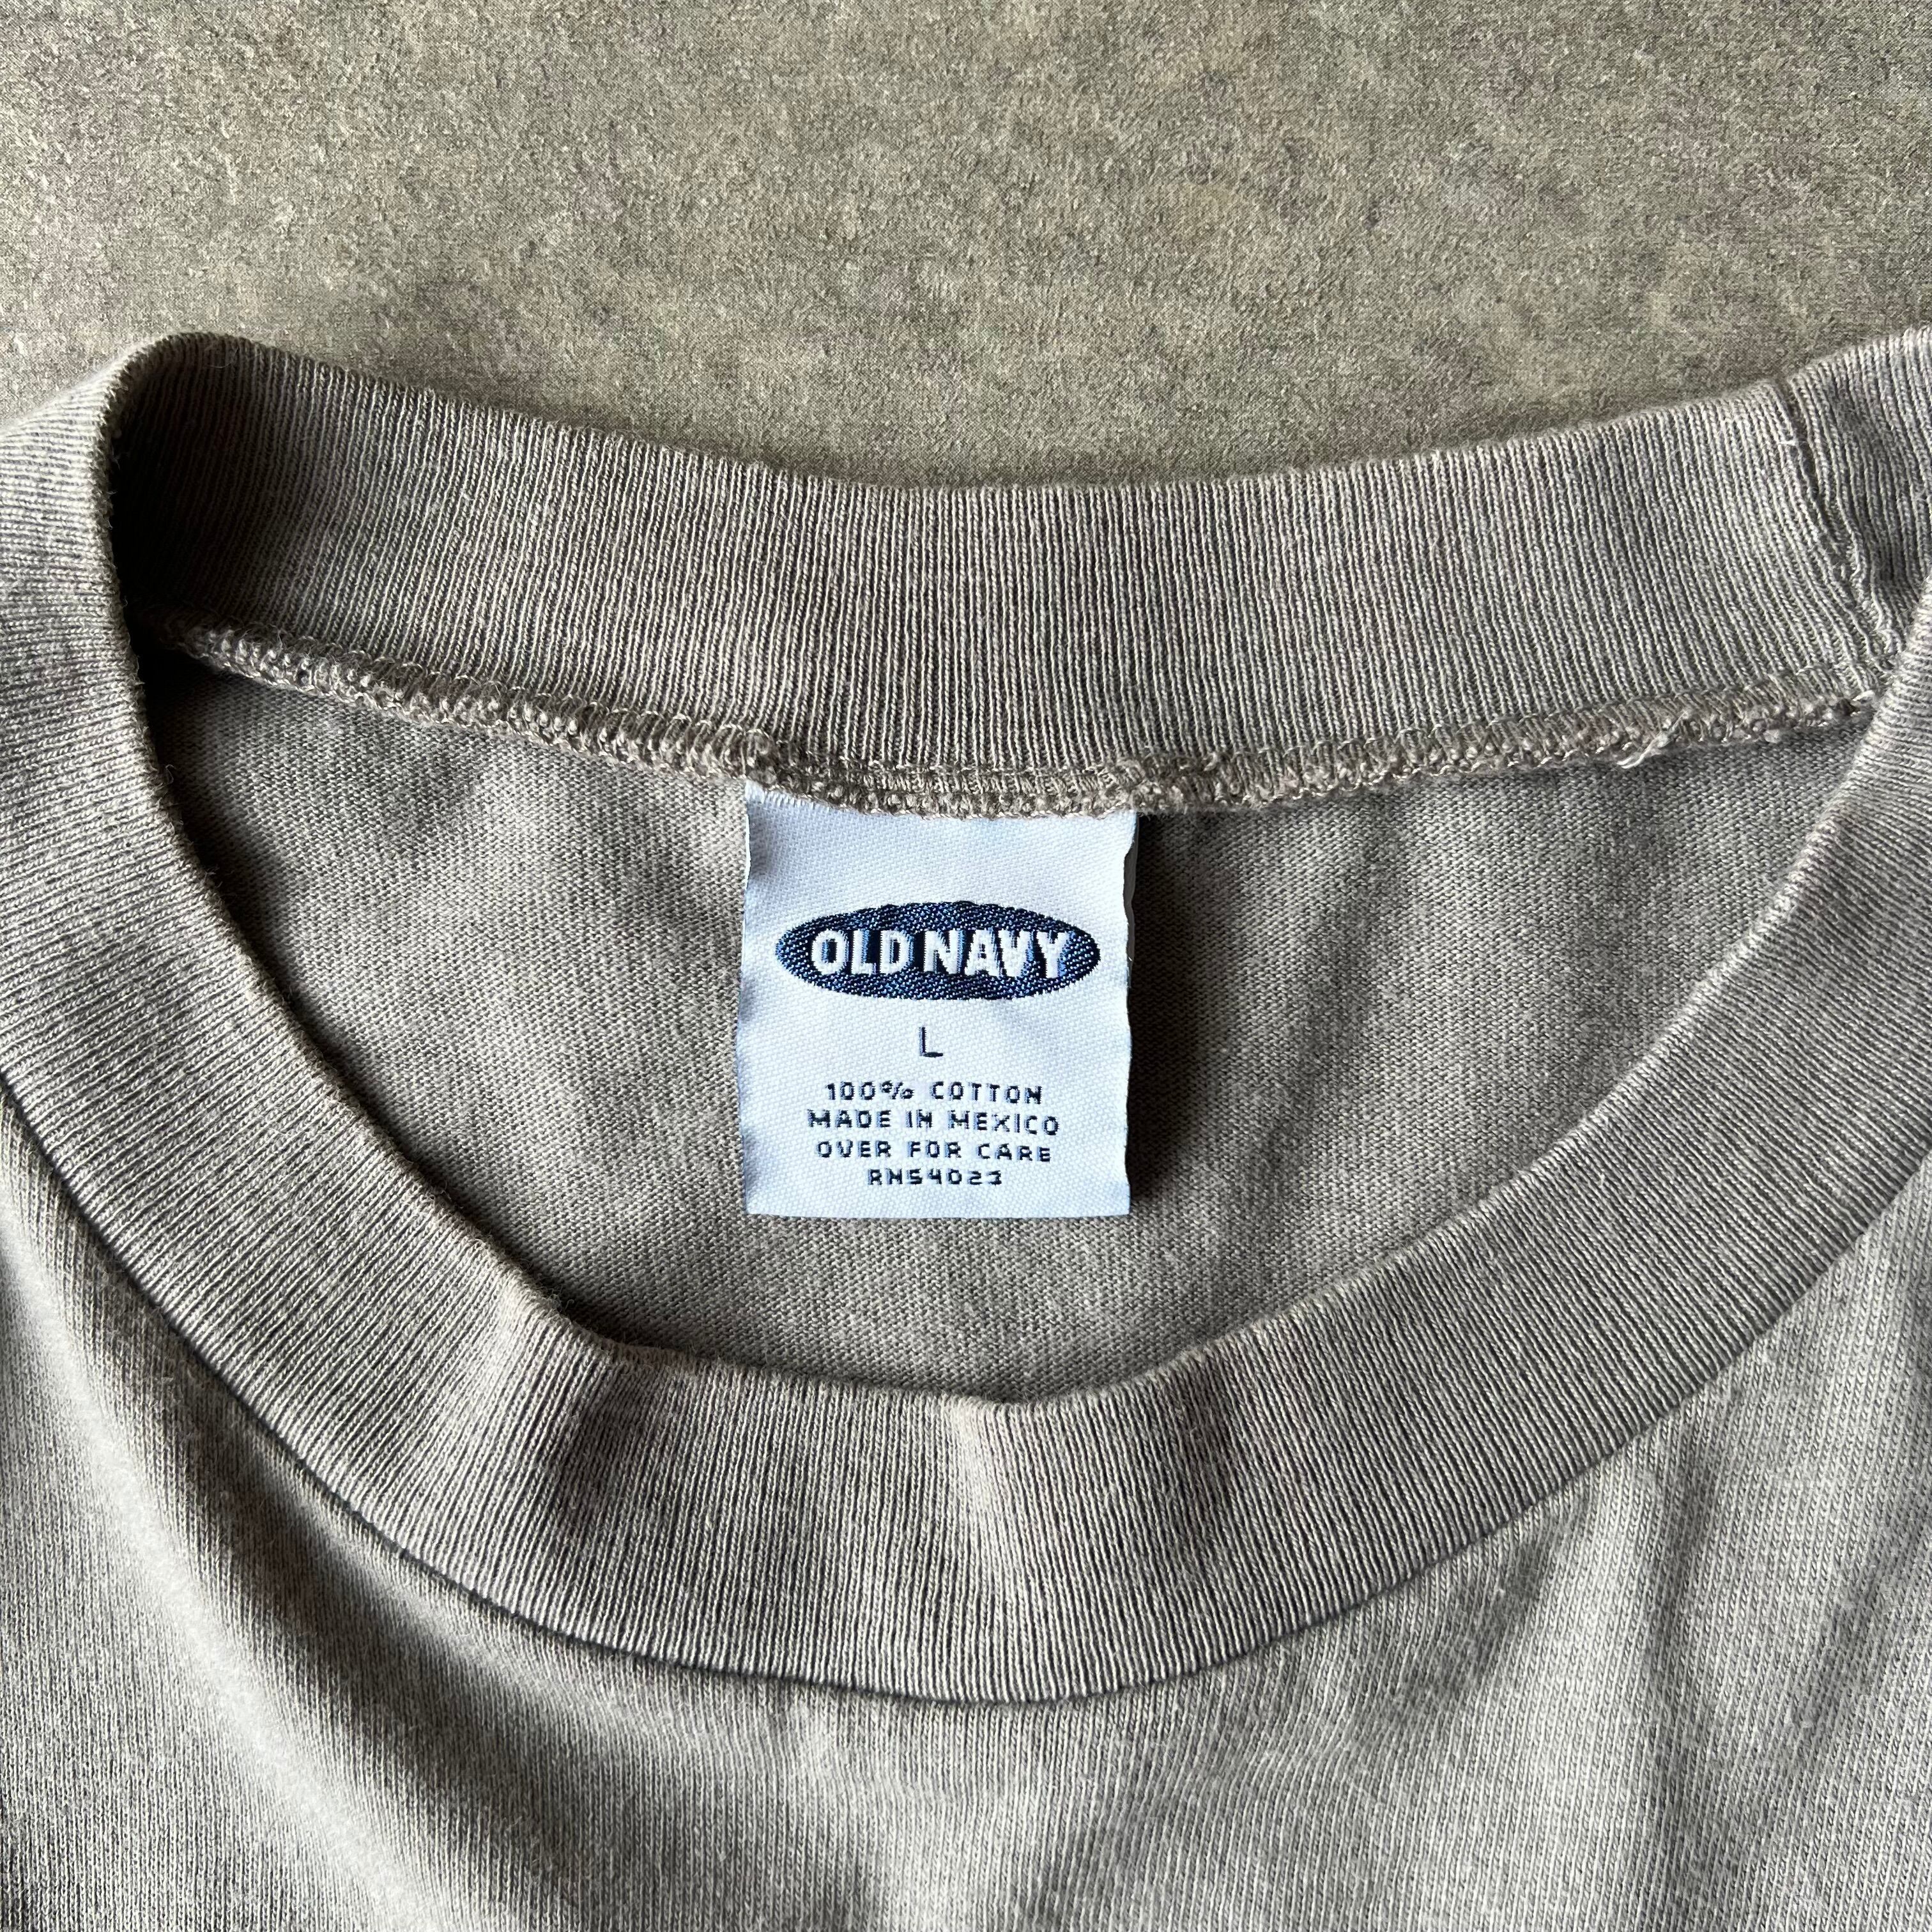 OLD NAVY
L
100% COTTON
MADE IN MEXICO
OVER FOR CARE
RN54023